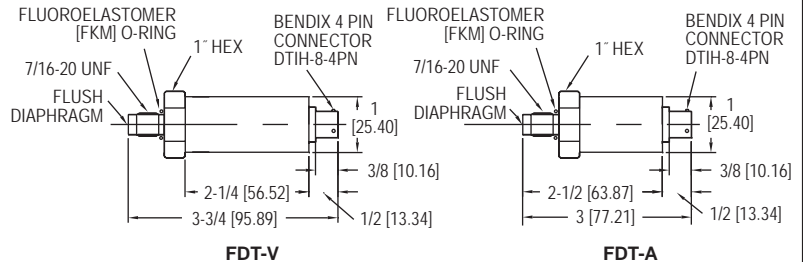 FLUOROELASTOMER
[FKM] O-RING
1˝ HEX
BENDIX 4 PIN
CONNECTOR
DTIH-8-4PN
7/16-20 UNF
FLUSH
DIAPHRAGM
1
[25.40]
3/8 [10.16]
2-1/4 [56.52]
3-3/4 [95.89]
1/2 [13.34]
FDT-V
FLUOROELASTOMER
[FKM] O-RING
1˝ HEX
BENDIX 4 PIN
CONNECTOR
DTIH-8-4PN
7/16-20 UNF
FLUSH
DIAPHRAGM
1
[25.40]
3/8 [10.16]
2-1/2 [63.87]
3 [77.21]
1/2 [13.34]
FDT-A